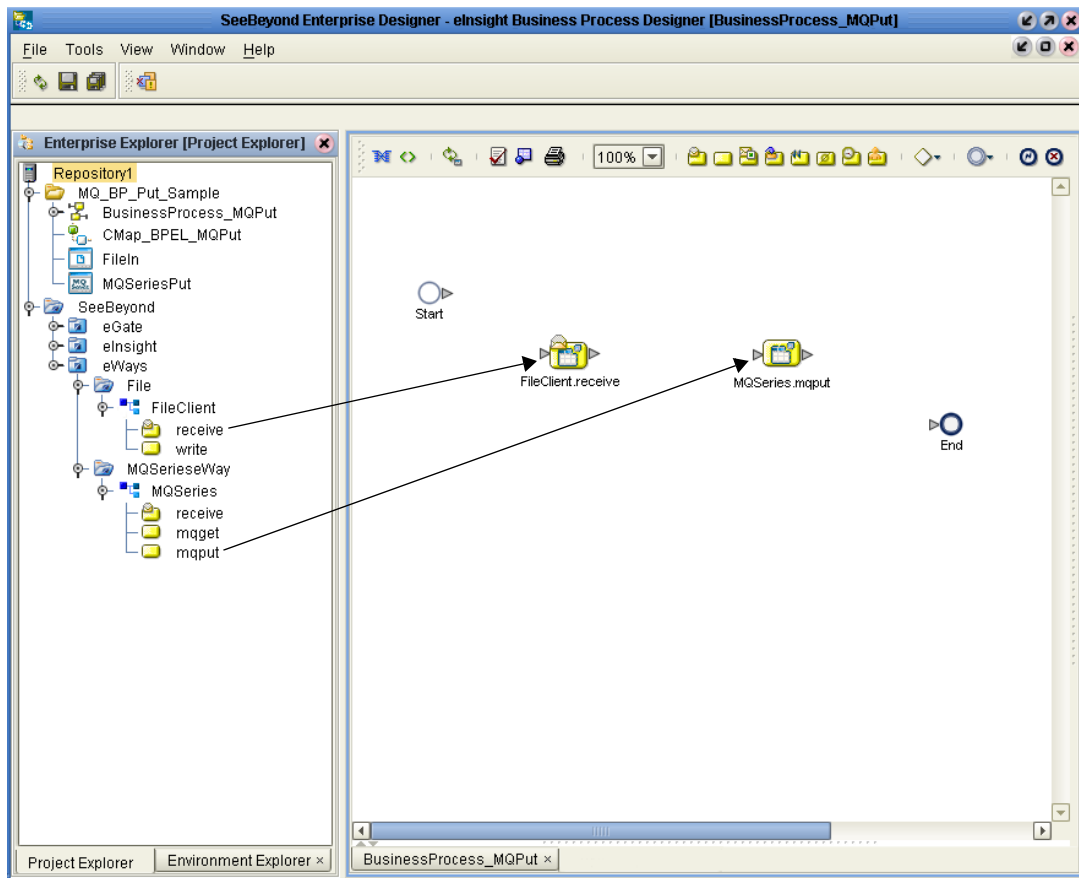 SeeBeyond Enterprise Designer - eInsight Business Process Designer [BusinessProcess_MQPut]
File Tools View Window Help
Enterprise Explorer [Project Explorer]
Repository1
MQ_BP_Put_Sample
BusinessProcess_MQPut
CMap_BPEL_MQPut
FileIn
MQSeriesPut
SeeBeyond
eGate
eInsight
eWays
File
FileClient
receive
write
MQSerieseWay
MQSeries
receive
mqget
mqput
Project Explorer
Environment Explorer ×
100%
Start
FileClient.receive
MQSeries.mqput
End
BusinessProcess_MQPut ×